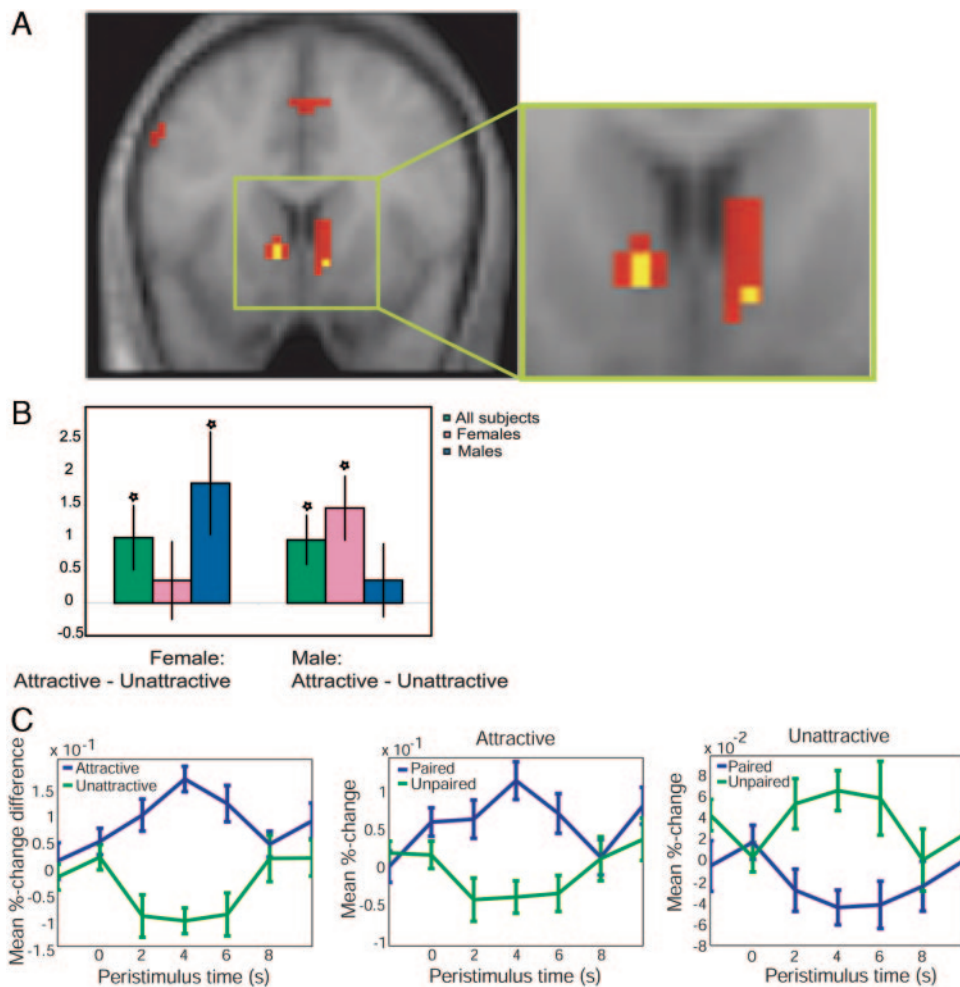 A
B
2.5
2
1.5
1
0.5
0
-0.5
All subjects
Females
Males
Female:
Attractive - Unattractive
Male:
Attractive - Unattractive
C
x 10⁻¹
Attractive
Unattractive
Mean %-change difference
1.5
1
0.5
0
-0.5
-1
-1.5
0 2 4 6 8
Peristimulus time (s)
Attractive
x 10⁻¹
Paired
Unpaired
Mean %-change
1
0.5
0
-0.5
-1
0 2 4 6 8
Peristimulus time (s)
Unattractive
x 10⁻²
Paired
Unpaired
Mean %-change
8
6
4
2
0
-2
-4
-6
-8
0 2 4 6 8
Peristimulus time (s)